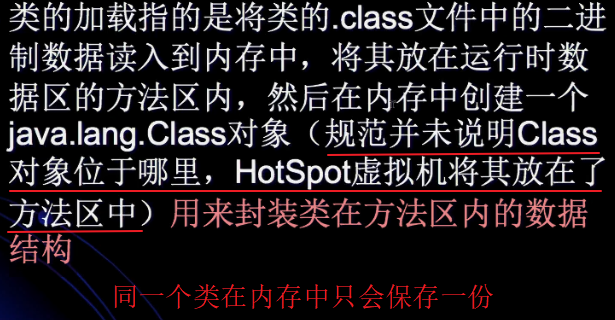 类的加载指的是将类的.class文件中的二进
制数据读入到内存中，将其放在运行时数
据区的方法区内，然后在内存中创建一个
java.lang.Class对象（规范并未说明Class
对象位于哪里，HotSpot虚拟机将其放在了
方法区中）用来封装类在方法区内的数据
结构
同一个类在内存中只会保存一份